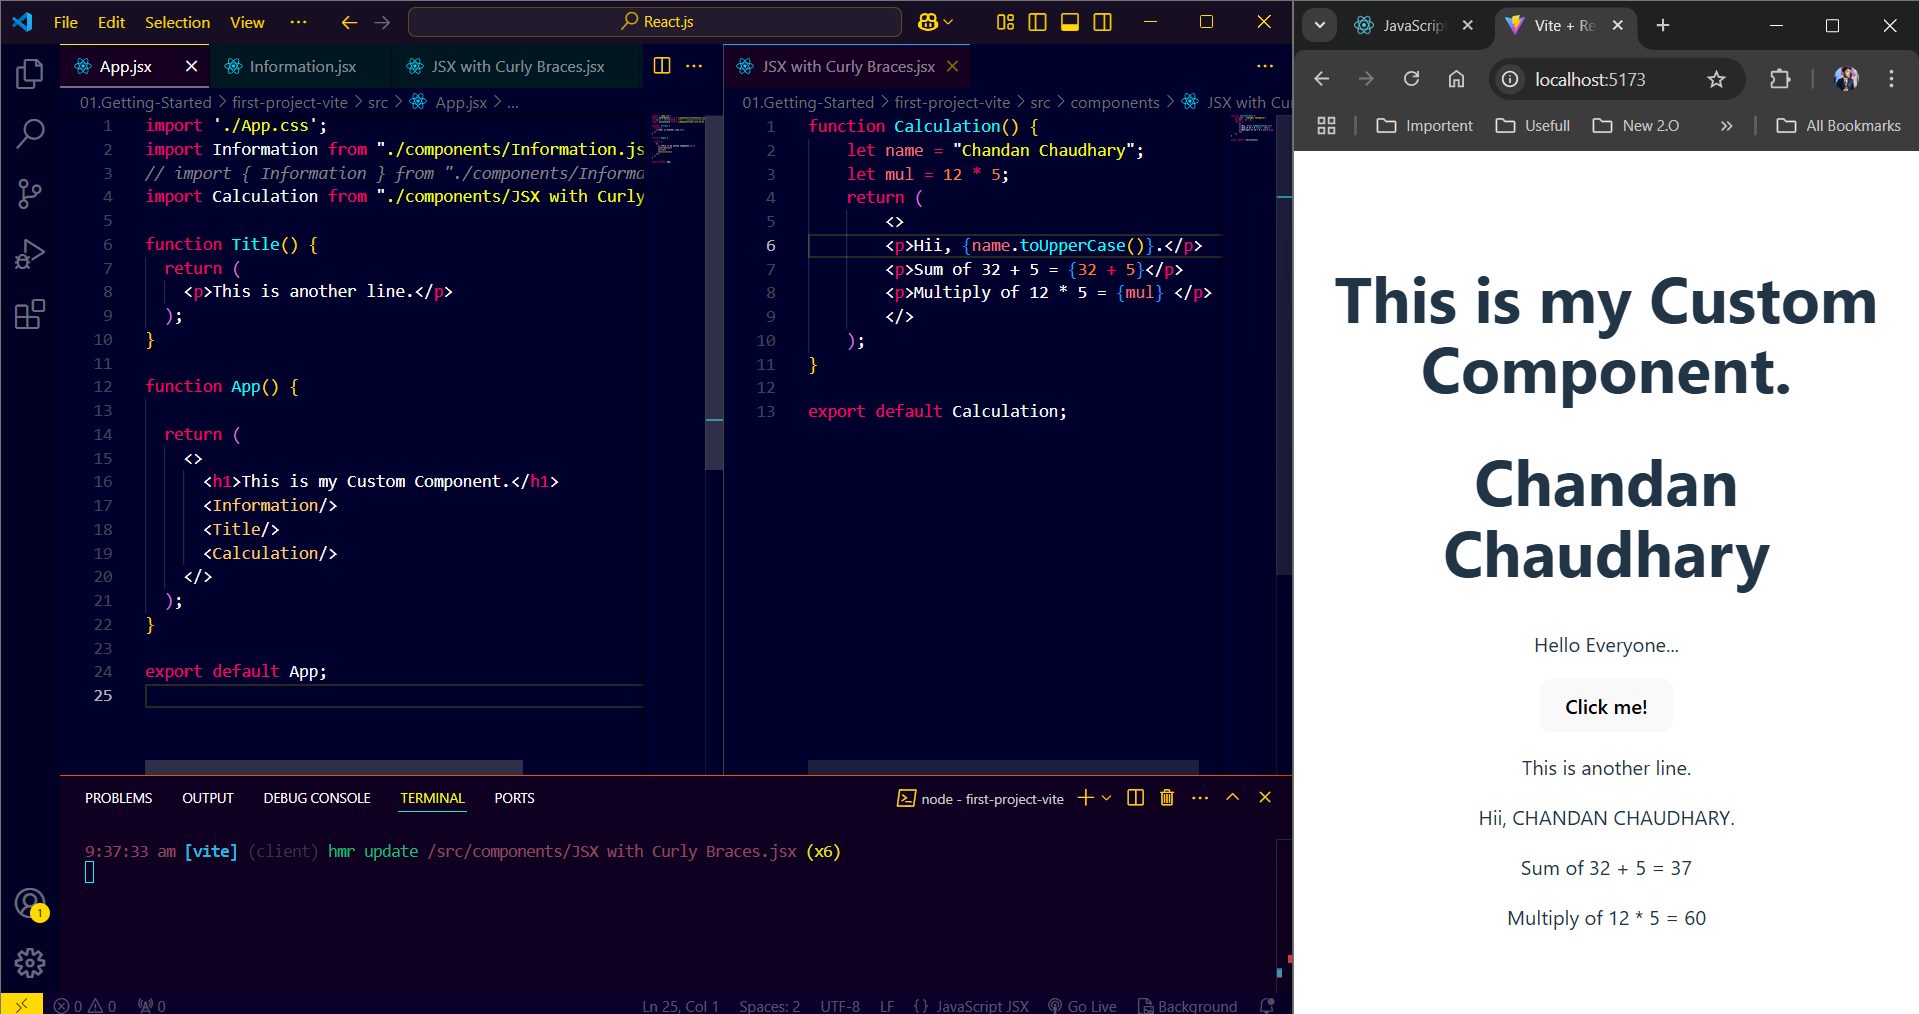 File Edit Selection View ··· React.js
App.jsx Information.jsx JSX with Curly Braces.jsx ···
01.Getting-Started > first-project-vite > src > App.jsx > ...
1 import './App.css';
2 import Information from "./components/Information.js
3 // import { Information } from "./components/Informa
4 import Calculation from "./components/JSX with Curly
5
6 function Title() {
7 return (
8 <p>This is another line.</p>
9 );
10 }
11
12 function App() {
13
14 return (
15 <>
16 <h1>This is my Custom Component.</h1>
17 <Information/>
18 <Title/>
19 <Calculation/>
20 </>
21 );
22 }
23
24 export default App;
25
JSX with Curly Braces.jsx ···
01.Getting-Started > first-project-vite > src > components > JSX with Cu
1 function Calculation() {
2 let name = "Chandan Chaudhary";
3 let mul = 12 * 5;
4 return (
5 <>
6 <p>Hii, {name.toUpperCase()}.</p>
7 <p>Sum of 32 + 5 = {32 + 5}</p>
8 <p>Multiply of 12 * 5 = {mul} </p>
9 </>
10 );
11 }
12
13 export default Calculation;
PROBLEMS OUTPUT DEBUG CONSOLE TERMINAL PORTS node - first-project-vite ···
9:37:33 am [vite] (client) hmr update /src/components/JSX with Curly Braces.jsx (x6)
1
0 0 0 Ln 25, Col 1 Spaces: 2 UTF-8 LF {} JavaScript JSX Go Live Background
JavaScrip Vite + Re
localhost:5173
Importent Usefull New 2.O » All Bookmarks
This is my Custom
Component.
Chandan
Chaudhary
Hello Everyone...
Click me!
This is another line.
Hii, CHANDAN CHAUDHARY.
Sum of 32 + 5 = 37
Multiply of 12 * 5 = 60